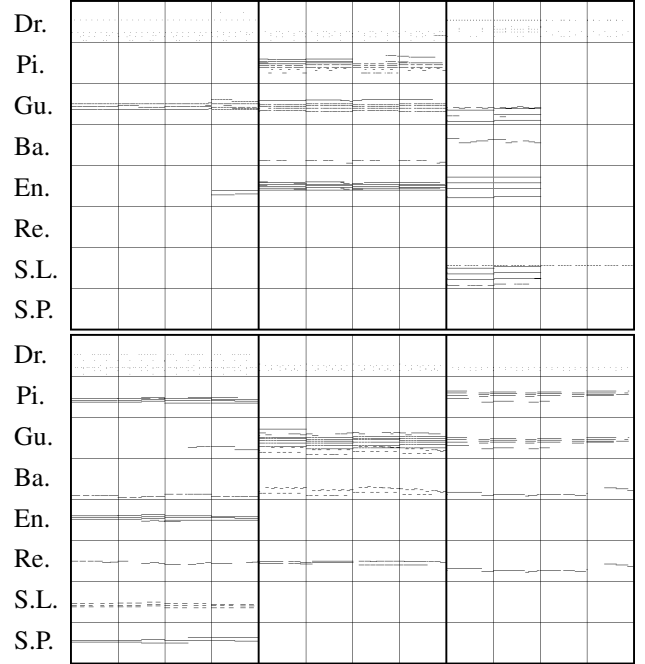 Dr.
Pi.
Gu.
Ba.
En.
Re.
S.L.
S.P.
Dr.
Pi.
Gu.
Ba.
En.
Re.
S.L.
S.P.